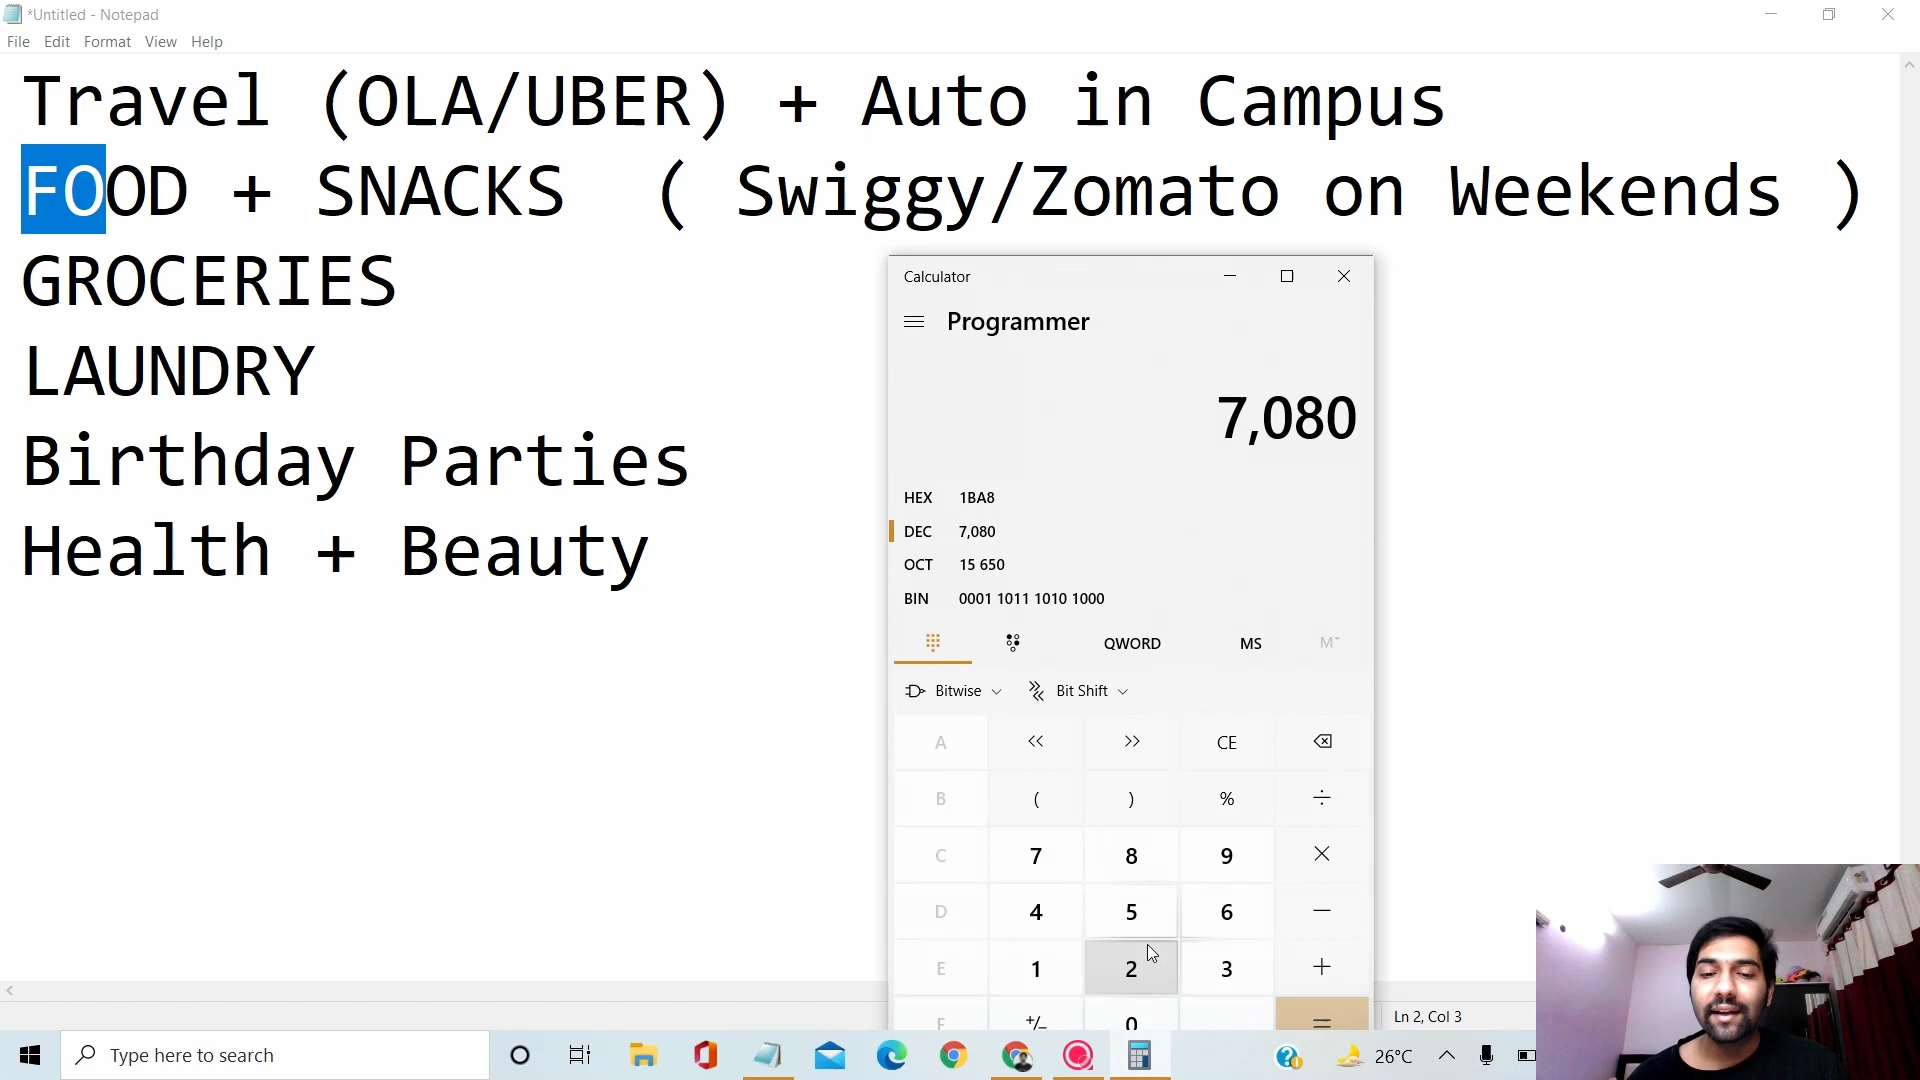 *Untitled - Notepad
File Edit Format View Help
Travel (OLA/UBER) + Auto in Campus
FOOD + SNACKS ( Swiggy/Zomato on Weekends )
GROCERIES
LAUNDRY
Birthday Parties
Health + Beauty
Calculator
Programmer
7,080
HEX 1BA8
DEC 7,080
OCT 15 650
BIN 0001 1011 1010 1000
QWORD MS M
Bitwise Bit Shift
A << >> CE
B ( ) % ÷
C 7 8 9 ×
D 4 5 6 −
E 1 2 3 +
F +/− 0 =
Ln 2, Col 3
Type here to search
26°C